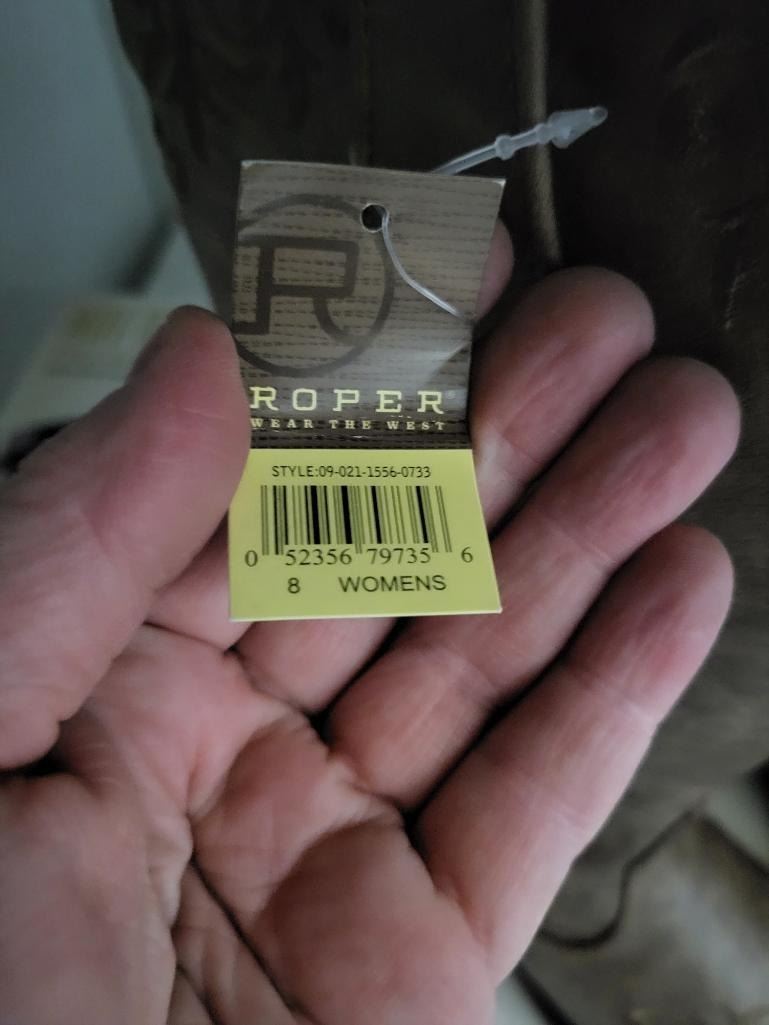 R
ROPER®
WEAR THE WEST
STYLE:09-021-1556-0733
0 52356 79735 6
8 WOMENS